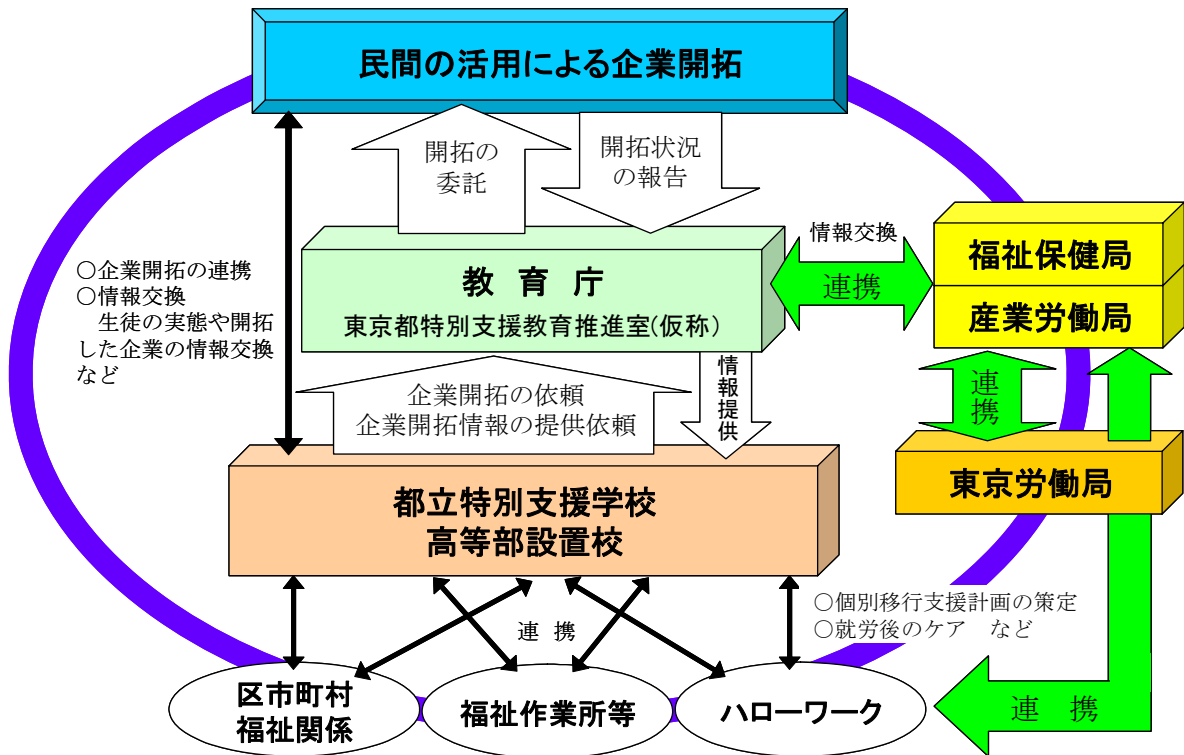 民間の活用による企業開拓
開拓の
委託
開拓状況
の報告
○企業開拓の連携
○情報交換
　生徒の実態や開拓
した企業の情報交換
など
教 育 庁
東京都特別支援教育推進室(仮称)
情報交換
連携
福祉保健局
産業労働局
企業開拓の依頼
企業開拓情報の提供依頼
情報提供
連携
東京労働局
都立特別支援学校
高等部設置校
連 携
○個別移行支援計画の策定
○就労後のケア　など
区市町村
福祉関係
福祉作業所等
ハローワーク
連 携